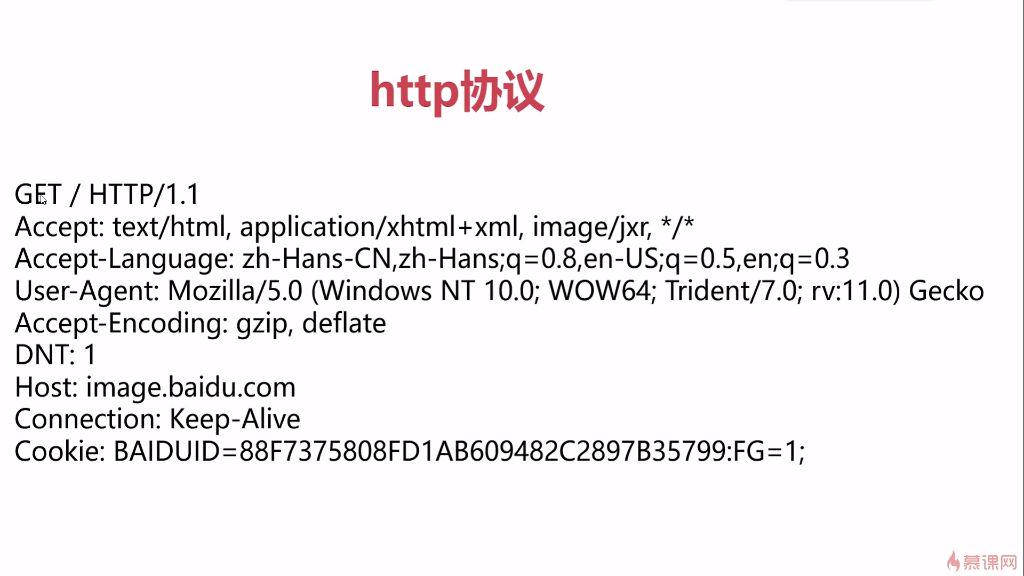 http协议
GET / HTTP/1.1
Accept: text/html, application/xhtml+xml, image/jxr, */*
Accept-Language: zh-Hans-CN,zh-Hans;q=0.8,en-US;q=0.5,en;q=0.3
User-Agent: Mozilla/5.0 (Windows NT 10.0; WOW64; Trident/7.0; rv:11.0) Gecko
Accept-Encoding: gzip, deflate
DNT: 1
Host: image.baidu.com
Connection: Keep-Alive
Cookie: BAIDUID=88F7375808FD1AB609482C2897B35799:FG=1;
慕课网